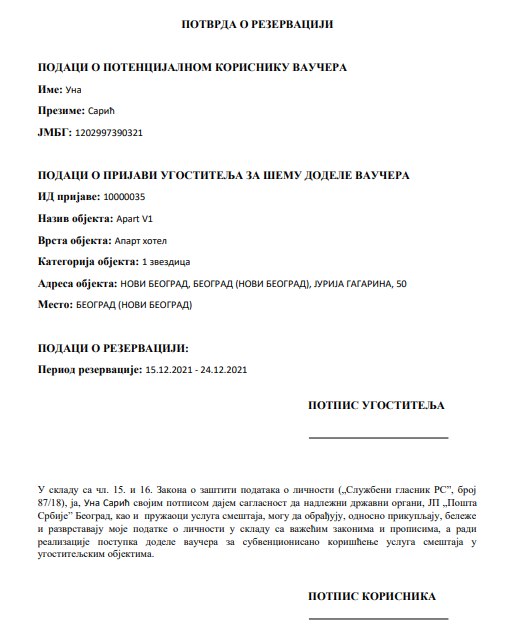 ПОТВРДА О РЕЗЕРВАЦИЈИ
ПОДАЦИ О ПОТЕНЦИЈАЛНОМ КОРИСНИКУ ВАУЧЕРА
Име: Уна
Презиме: Сарић
ЈМБГ: 1202997390321
ПОДАЦИ О ПРИЈАВИ УГОСТИТЕЉА ЗА ШЕМУ ДОДЕЛЕ ВАУЧЕРА
ИД пријаве: 10000035
Назив објекта: Apart V1
Врста објекта: Апарт хотел
Категорија објекта: 1 звездица
Адреса објекта: НОВИ БЕОГРАД, БЕОГРАД (НОВИ БЕОГРАД), ЈУРИЈА ГАГАРИНА, 50
Место: БЕОГРАД (НОВИ БЕОГРАД)
ПОДАЦИ О РЕЗЕРВАЦИЈИ:
Период резервације: 15.12.2021 - 24.12.2021
ПОТПИС УГОСТИТЕЉА
У складу са чл. 15. и 16. Закона о заштити података о личности („Службени гласник РС”, број
87/18), ја, Уна Сарић својим потписом дајем сагласност да надлежни државни органи, ЈП „Пошта
Србије” Београд, као и пружаоци услуга смештаја, могу да обрађују, односно прикупљају, бележе
и разврставају моје податке о личности у складу са важећим законима и прописима, а ради
реализације поступка доделе ваучера за субвенционисано коришћење услуга смештаја у
угоститељским објектима.
ПОТПИС КОРИСНИКА